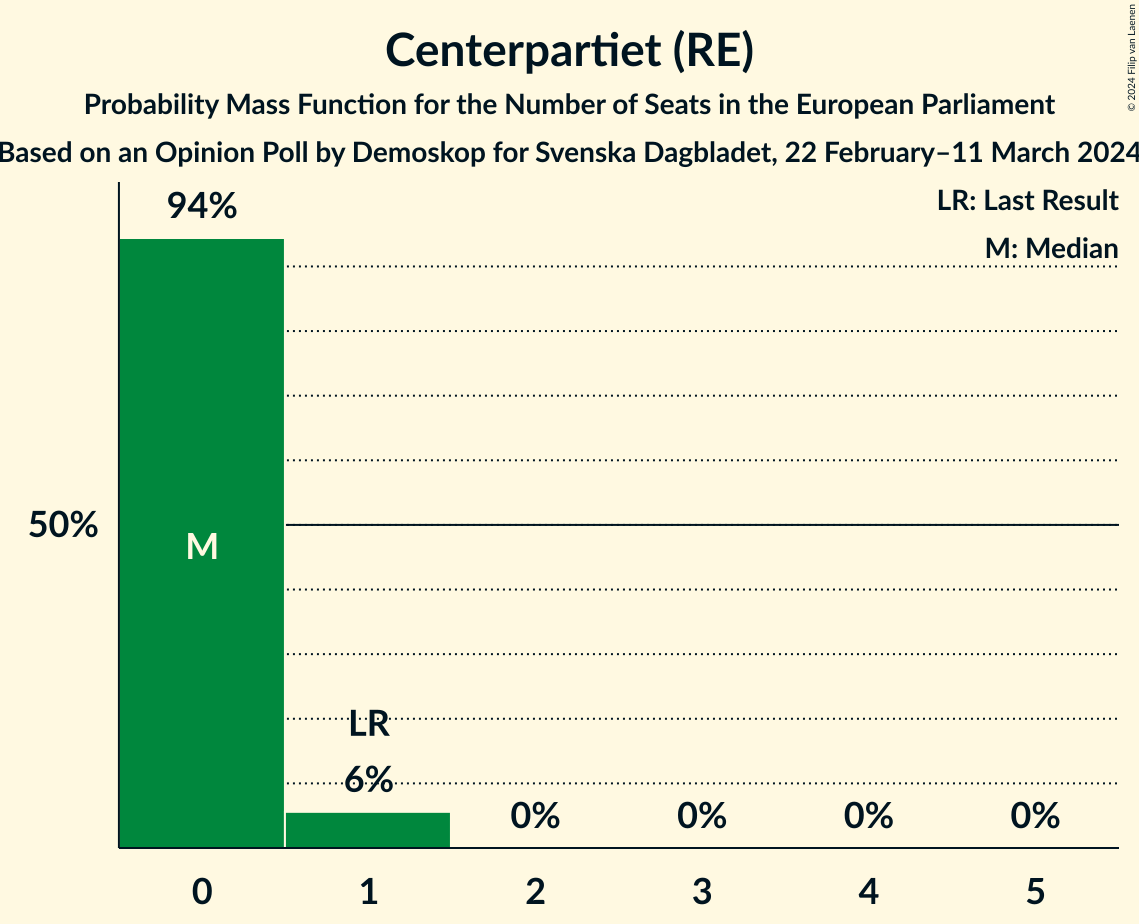 Centerpartiet (RE)
Probability Mass Function for the Number of Seats in the European Parliament
Based on an Opinion Poll by Demoskop for Svenska Dagbladet, 22 February–11 March 2024
© 2024 Filip van Laenen
LR: Last Result
M: Median
94%
50%
M
LR
6%
0%
0%
0%
0%
0
1
2
3
4
5